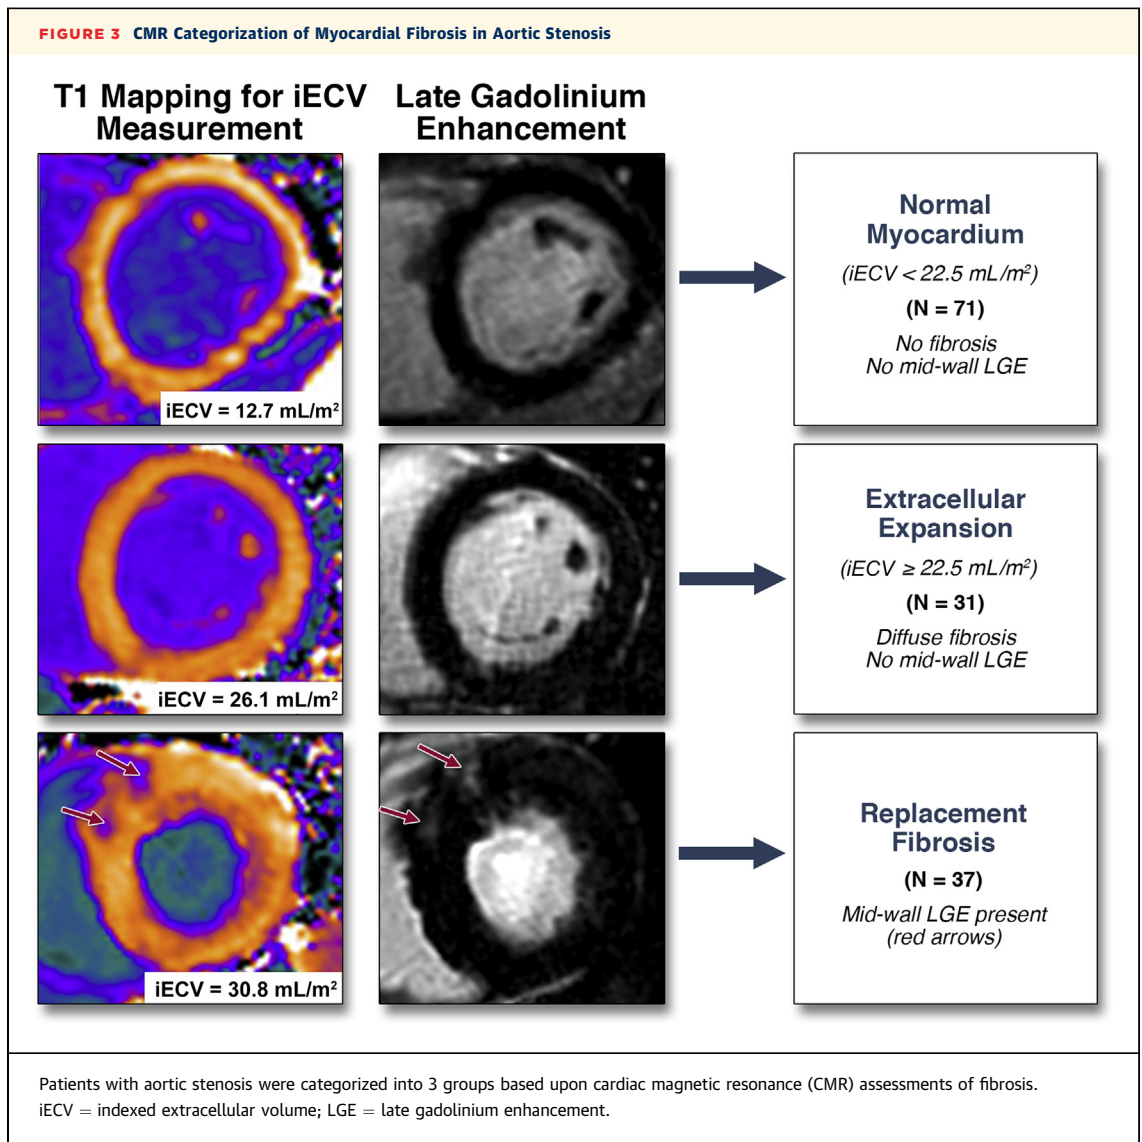 FIGURE 3 CMR Categorization of Myocardial Fibrosis in Aortic Stenosis
T1 Mapping for iECV
Measurement
Late Gadolinium
Enhancement
iECV = 12.7 mL/m²
Normal
Myocardium
(iECV < 22.5 mL/m²)
(N = 71)
No fibrosis
No mid-wall LGE
iECV = 26.1 mL/m²
Extracellular
Expansion
(iECV ≥ 22.5 mL/m²)
(N = 31)
Diffuse fibrosis
No mid-wall LGE
iECV = 30.8 mL/m²
Replacement
Fibrosis
(N = 37)
Mid-wall LGE present
(red arrows)
Patients with aortic stenosis were categorized into 3 groups based upon cardiac magnetic resonance (CMR) assessments of fibrosis.
iECV = indexed extracellular volume; LGE = late gadolinium enhancement.